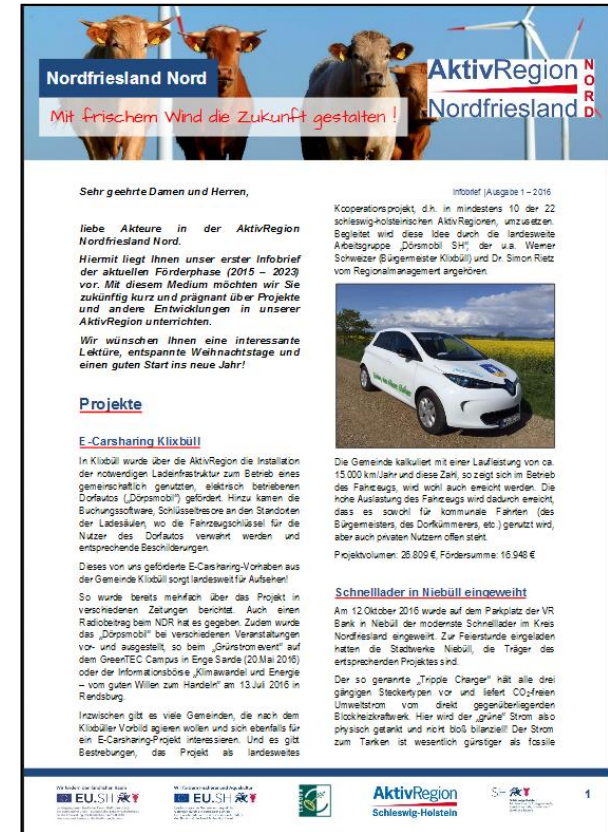 Nordfriesland Nord
Mit frischem Wind die Zukunft gestalten !
AktivRegion
Nordfriesland
NORD
Sehr geehrte Damen und Herren,
liebe Akteure in der AktivRegion
Nordfriesland Nord.
Hiermit liegt Ihnen unser erster Infobrief
der aktuellen Förderphase (2015 – 2023)
vor. Mit diesem Medium möchten wir Sie
zukünftig kurz und prägnant über Projekte
und andere Entwicklungen in unserer
AktivRegion unterrichten.
Wir wünschen Ihnen eine interessante
Lektüre, entspannte Weihnachtstage und
einen guten Start ins neue Jahr!
Projekte
E-Carsharing Klixbüll
In Klixbüll wurde über die AktivRegion die Installation
der notwendigen Ladeinfrastruktur zum Betrieb eines
gemeinschaftlich genutzten, elektrisch betriebenen
Dorfautos („Dörpsmobil“) gefördert. Hinzu kamen die
Buchungssoftware, Schlüsseltresore an den Standorten
der Ladesäulen, wo die Fahrzeugschlüssel für die
Nutzer des Dorfautos verwahrt werden und
entsprechende Beschilderungen.
Dieses von uns geförderte E-Carsharing-Vorhaben aus
der Gemeinde Klixbüll sorgt landesweit für Aufsehen!
So wurde bereits mehrfach über das Projekt in
verschiedenen Zeitungen berichtet. Auch einen
Radiobeitrag beim NDR hat es gegeben. Zudem wurde
das „Dörpsmobil“ bei verschiedenen Veranstaltungen
vor- und ausgestellt, so beim „Grünstromevent“ auf
dem GreenTEC Campus in Enge Sande (20.Mai 2016)
oder der Informationsbörse „Klimawandel und Energie
– vom guten Willen zum Handeln“ am 13.Juli 2016 in
Rendsburg.
Inzwischen gibt es viele Gemeinden, die nach dem
Klixbüller Vorbild agieren wollen und sich ebenfalls für
ein E-Carsharing-Projekt interessieren. Und es gibt
Bestrebungen, das Projekt als landesweites
Infobrief |Ausgabe 1 – 2016
Kooperationsprojekt, d.h. in mindestens 10 der 22
schleswig-holsteinischen AktivRegionen, umzusetzen.
Begleitet wird diese Idee durch die landesweite
Arbeitsgruppe „Dörsmobil SH“, der u.a. Werner
Schweizer (Bürgermeister Klixbüll) und Dr. Simon Rietz
vom Regionalmanagement angehören.
Die Gemeinde kalkuliert mit einer Laufleistung von ca.
15.000 km/Jahr und diese Zahl, so zeigt sich im Betrieb
des Fahrzeugs, wird wohl auch erreicht werden. Die
hohe Auslastung des Fahrzeugs wird dadurch erreicht,
dass es sowohl für kommunale Fahrten (des
Bürgermeisters, des Dorfkümmerers, etc.) genutzt wird,
aber auch privaten Nutzern offen steht.
Projektvolumen: 26.809 €, Fördersumme: 16.948 €
Schnelllader in Niebüll eingeweiht
Am 12.Oktober 2016 wurde auf dem Parkplatz der VR
Bank in Niebüll der modernste Schnelllader im Kreis
Nordfriesland eingeweiht. Zur Feierstunde eingeladen
hatten die Stadtwerke Niebüll, die Träger des
entsprechenden Projektes sind.
Der so genannte „Tripple Charger“ hält alle drei
gängigen Steckertypen vor und liefert CO2-freien
Umweltstrom vom direkt gegenüberliegenden
Blockheizkraftwerk. Hier wird der „grüne“ Strom also
physisch getankt und nicht bloß bilanziell! Der Strom
zum Tanken ist wesentlich günstiger als fossile
EU.SH
EU.SH
AktivRegion
Schleswig-Holstein
SH
1